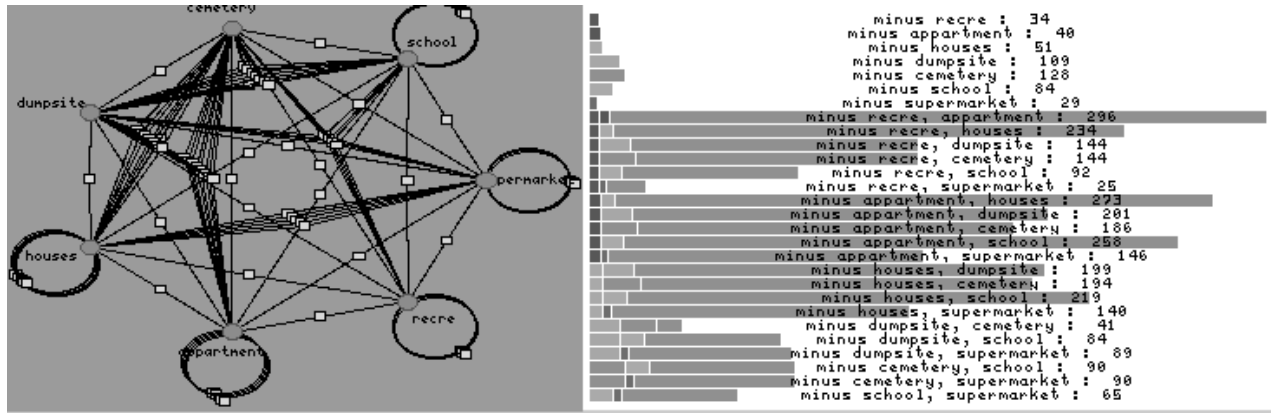 cemetery
school
dumpsite
permarke
houses
recre
appartment
minus recre : 34
minus appartment : 40
minus houses : 51
minus dumpsite : 109
minus cemetery : 128
minus school : 84
minus supermarket : 29
minus recre, appartment : 296
minus recre, houses : 234
minus recre, dumpsite : 144
minus recre, cemetery : 144
minus recre, school : 92
minus recre, supermarket : 25
minus appartment, houses : 273
minus appartment, dumpsite : 201
minus appartment, cemetery : 186
minus appartment, school : 258
minus appartment, supermarket : 146
minus houses, dumpsite : 199
minus houses, cemetery : 194
minus houses, school : 219
minus houses, supermarket : 140
minus dumpsite, cemetery : 41
minus dumpsite, school : 84
minus dumpsite, supermarket : 89
minus cemetery, school : 90
minus cemetery, supermarket : 90
minus school, supermarket : 65